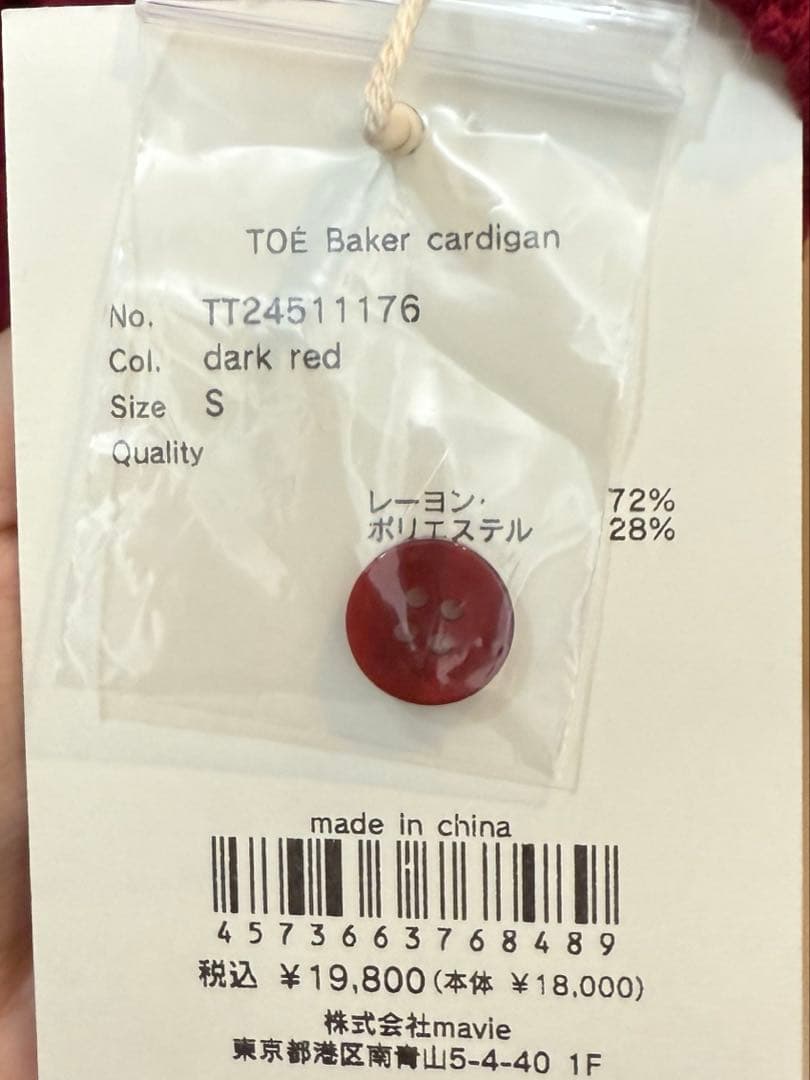 TOÉ Baker cardigan
No. TT24511176
Col. dark red
Size S
Quality
レーヨン・ 72%
ポリエステル 28%
made in china
4573663768489
税込 ¥19,800(本体 ¥18,000)
株式会社mavie
東京都港区南青山5-4-40 1F